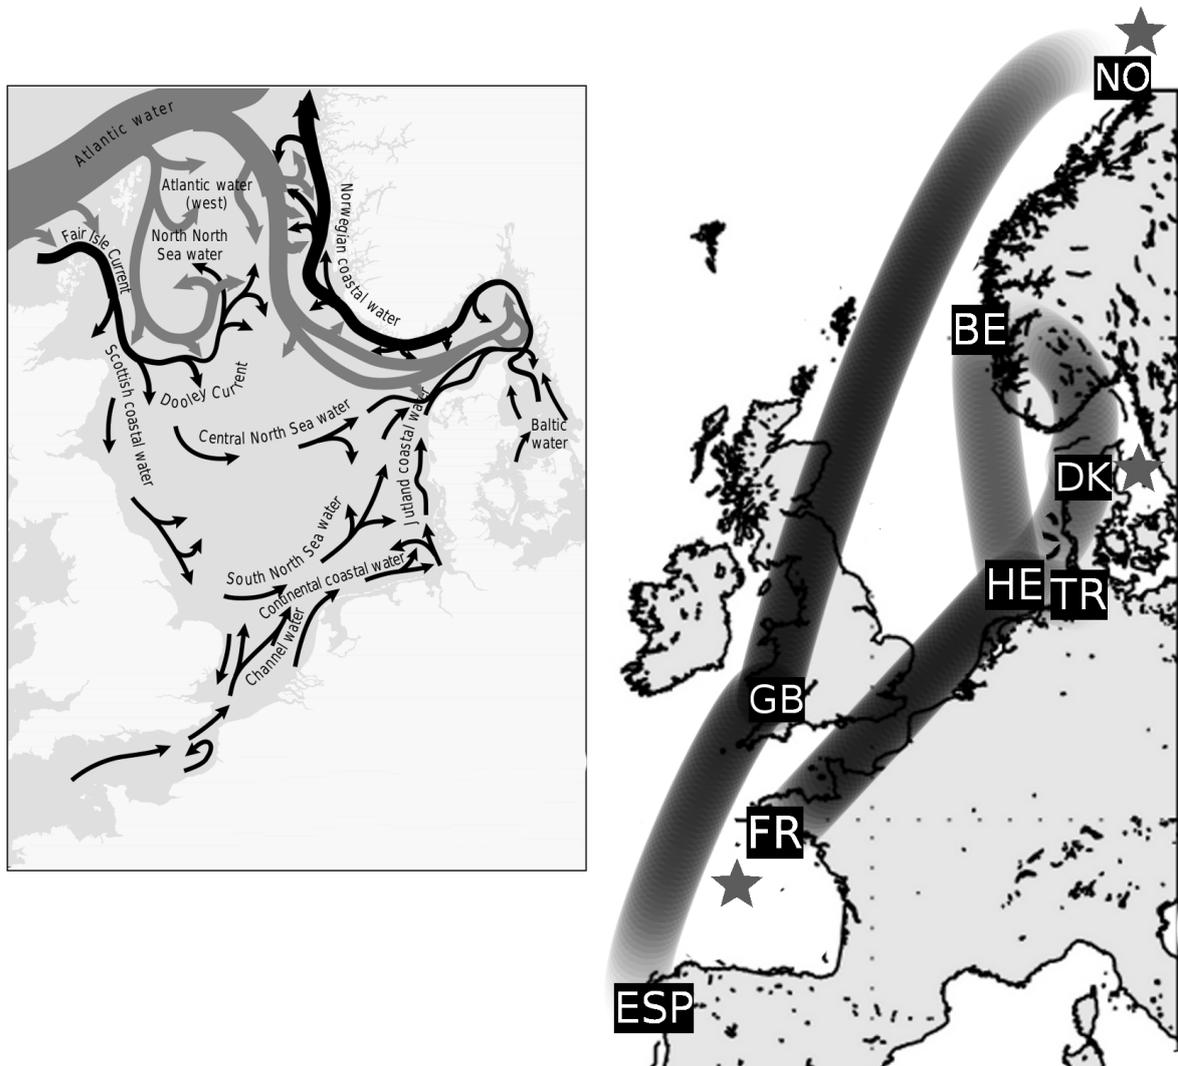 Atlantic water
Atlantic water
(west)
North North
Sea water
Fair Isle Current
Norwegian coastal water
Scottish coastal water
Dooley Current
Central North Sea water
Jutland coastal water
Baltic
water
South North Sea water
Continental coastal water
Channel water
NO
BE
DK
HE
TR
GB
FR
ESP